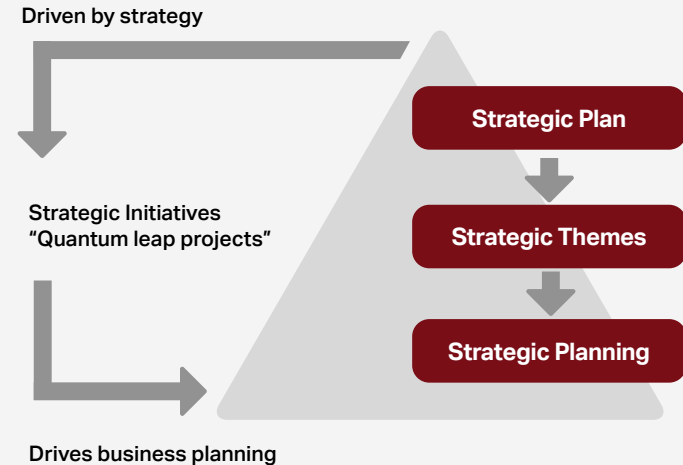 Driven by strategy
Strategic Plan
Strategic Initiatives
“Quantum leap projects”
Strategic Themes
Strategic Planning
Drives business planning